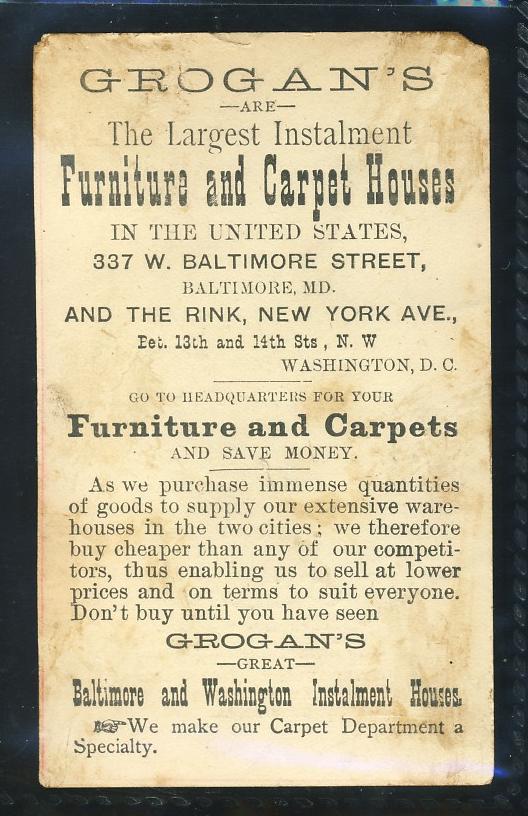 GROGAN'S
—ARE—
The Largest Instalment
Furniture and Carpet Houses
IN THE UNITED STATES,
337 W. BALTIMORE STREET,
BALTIMORE, MD.
AND THE RINK, NEW YORK AVE.,
Bet. 13th and 14th Sts , N. W
WASHINGTON, D. C.
GO TO HEADQUARTERS FOR YOUR
Furniture and Carpets
AND SAVE MONEY.
As we purchase immense quantities
of goods to supply our extensive ware-
houses in the two cities ; we therefore
buy cheaper than any of our competi-
tors, thus enabling us to sell at lower
prices and on terms to suit everyone.
Don't buy until you have seen
GROGAN'S
—GREAT—
Baltimore and Washington Instalment Houses.
☞We make our Carpet Department a
Specialty.